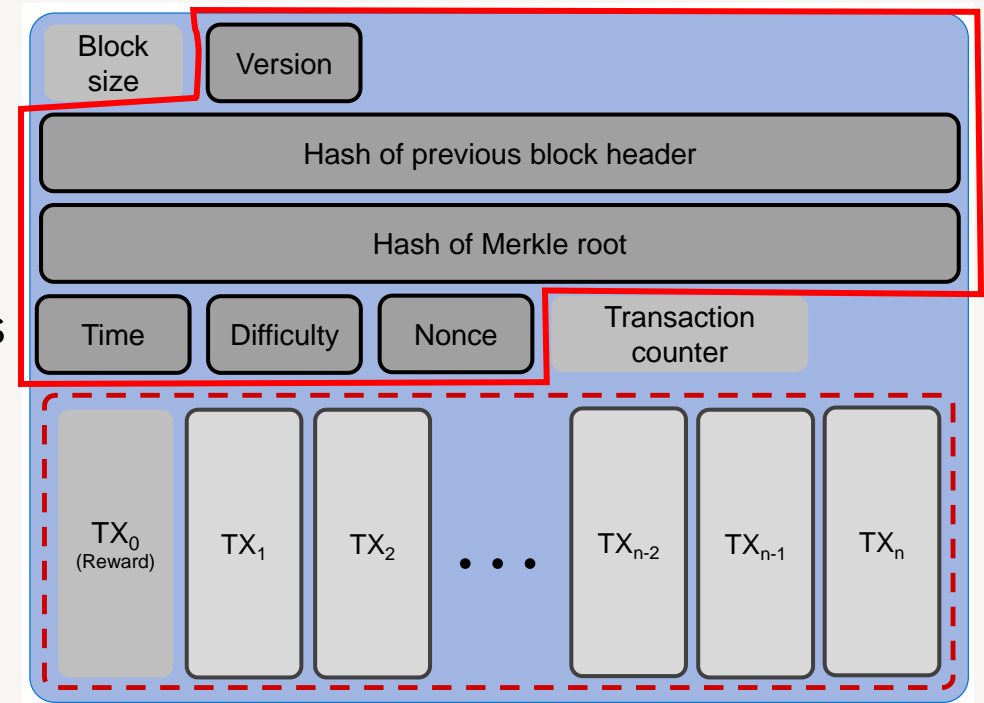 Block
size
Version
Hash of previous block header
Hash of Merkle root
s
Time
Difficulty
Nonce
Transaction
counter
TX0
(Reward)
TX1
TX2
. . .
TXn-2
TXn-1
TXn